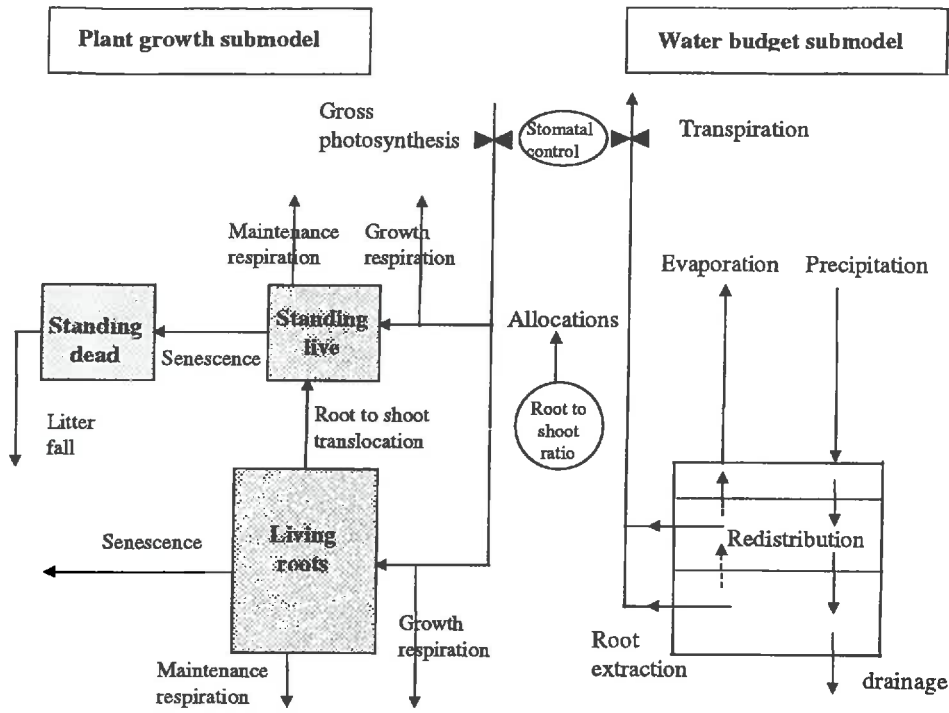 Plant growth submodel
Water budget submodel
Gross
photosynthesis
Stomatal
control
Transpiration
Maintenance
respiration
Growth
respiration
Evaporation
Precipitation
Standing
dead
Senescence
Standing
live
Allocations
Litter
fall
Root to shoot
translocation
Root to
shoot
ratio
Senescence
Living
roots
Redistribution
Growth
respiration
Maintenance
respiration
Root
extraction
drainage